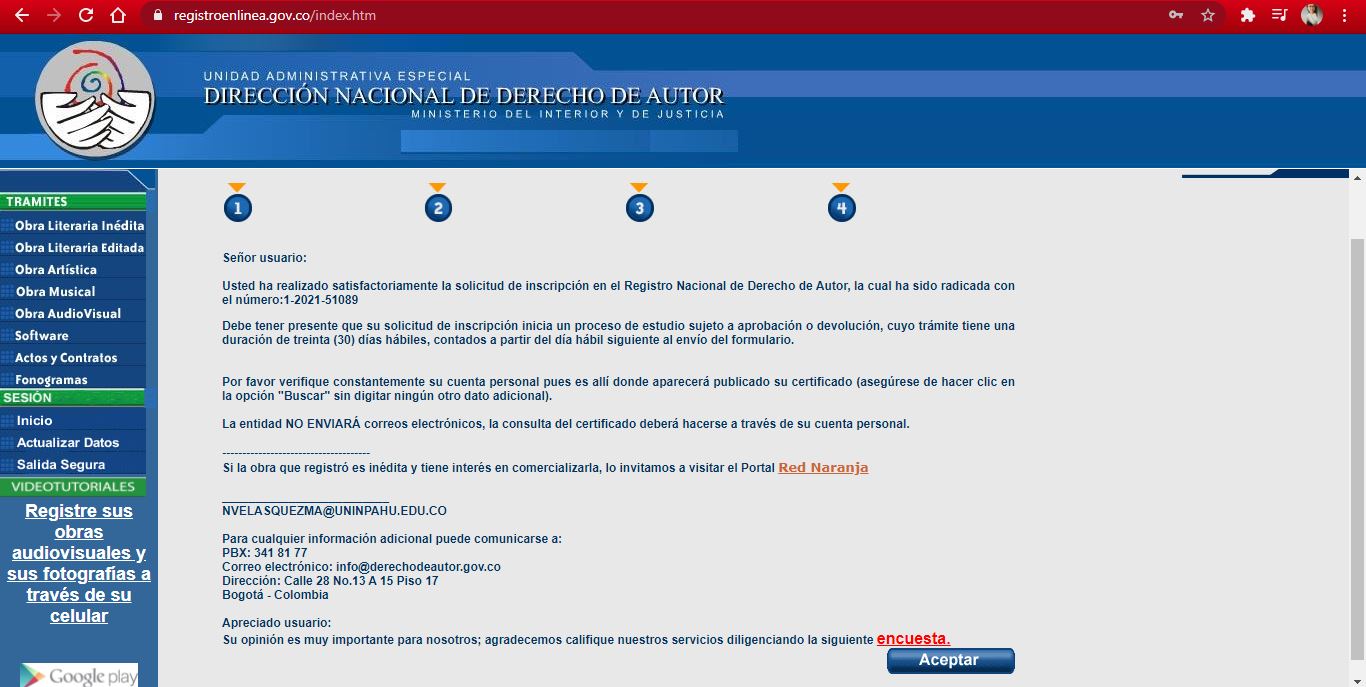 registroenlinea.gov.co/index.htm
UNIDAD ADMINISTRATIVA ESPECIAL
DIRECCIÓN NACIONAL DE DERECHO DE AUTOR
MINISTERIO DEL INTERIOR Y DE JUSTICIA
TRAMITES
Obra Literaria Inédita
Obra Literaria Editada
Obra Artística
Obra Musical
Obra AudioVisual
Software
Actos y Contratos
Fonogramas
SESIÓN
Inicio
Actualizar Datos
Salida Segura
VIDEOTUTORIALES
Registre sus
obras
audiovisuales y
sus fotografías a
través de su
celular
Google play
1 2 3 4
Señor usuario:
Usted ha realizado satisfactoriamente la solicitud de inscripción en el Registro Nacional de Derecho de Autor, la cual ha sido radicada con
el número:1-2021-51089
Debe tener presente que su solicitud de inscripción inicia un proceso de estudio sujeto a aprobación o devolución, cuyo trámite tiene una
duración de treinta (30) días hábiles, contados a partir del día hábil siguiente al envío del formulario.
Por favor verifique constantemente su cuenta personal pues es allí donde aparecerá publicado su certificado (asegúrese de hacer clic en
la opción "Buscar" sin digitar ningún otro dato adicional).
La entidad NO ENVIARÁ correos electrónicos, la consulta del certificado deberá hacerse a través de su cuenta personal.
-------------------------------------
Si la obra que registró es inédita y tiene interés en comercializarla, lo invitamos a visitar el Portal Red Naranja
_________________________
NVELASQUEZMA@UNINPAHU.EDU.CO
Para cualquier información adicional puede comunicarse a:
PBX: 341 81 77
Correo electrónico: info@derechodeautor.gov.co
Dirección: Calle 28 No.13 A 15 Piso 17
Bogotá - Colombia
Apreciado usuario:
Su opinión es muy importante para nosotros; agradecemos califique nuestros servicios diligenciando la siguiente encuesta.
Aceptar